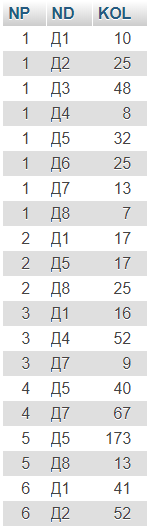 NP ND KOL
1 Д1 10
1 Д2 25
1 Д3 48
1 Д4 8
1 Д5 32
1 Д6 25
1 Д7 13
1 Д8 7
2 Д1 17
2 Д5 17
2 Д8 25
3 Д1 16
3 Д4 52
3 Д7 9
4 Д5 40
4 Д7 67
5 Д5 173
5 Д8 13
6 Д1 41
6 Д2 52